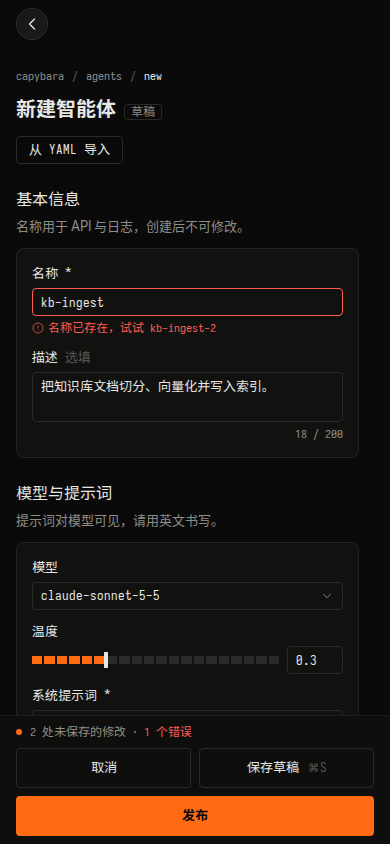 capybara / agents / new
新建智能体 草稿
从 YAML 导入
基本信息
名称用于 API 与日志，创建后不可修改。
名称 *
kb-ingest
名称已存在，试试 kb-ingest-2
描述 选填
把知识库文档切分、向量化并写入索引。
18 / 200
模型与提示词
提示词对模型可见，请用英文书写。
模型
claude-sonnet-5-5
温度
0.3
系统提示词 *
2 处未保存的修改 · 1 个错误
取消
保存草稿 ⌘S
发布